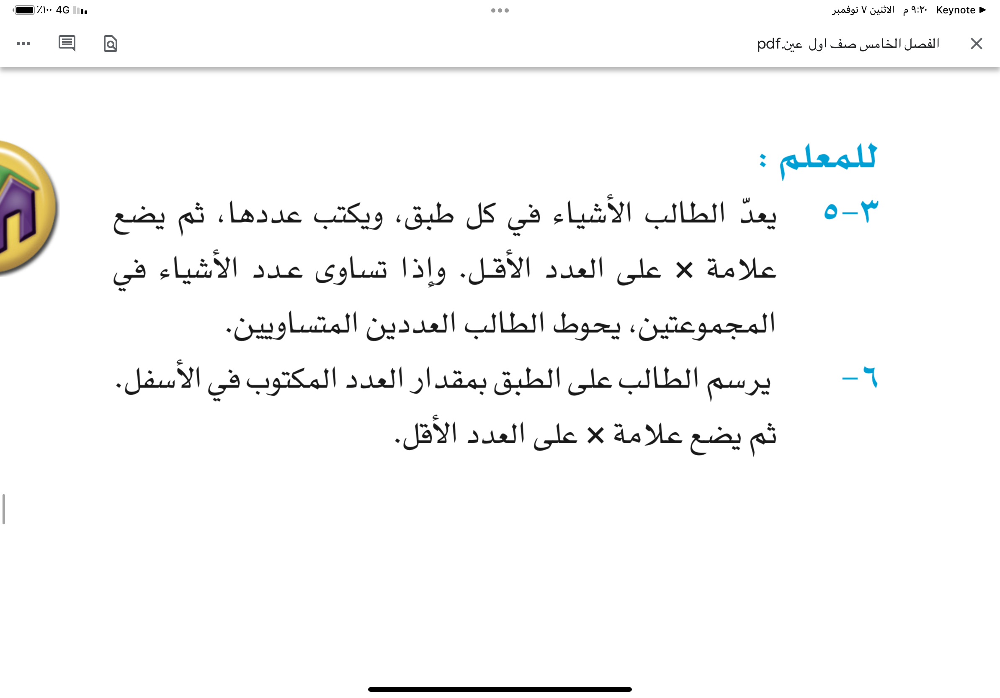 Keynote ٩:٢٠ م الاثنين ٧ نوفمبر
4G ٪١٠٠
الفصل الخامس صف اول عين.pdf
للمعلم :
٣-٥ يعدّ الطالب الأشياء في كل طبق، ويكتب عددها، ثم يضع
علامة × على العدد الأقل. وإذا تساوى عدد الأشياء في
المجموعتين، يحوط الطالب العددين المتساويين.
٦- يرسم الطالب على الطبق بمقدار العدد المكتوب في الأسفل.
ثم يضع علامة × على العدد الأقل.